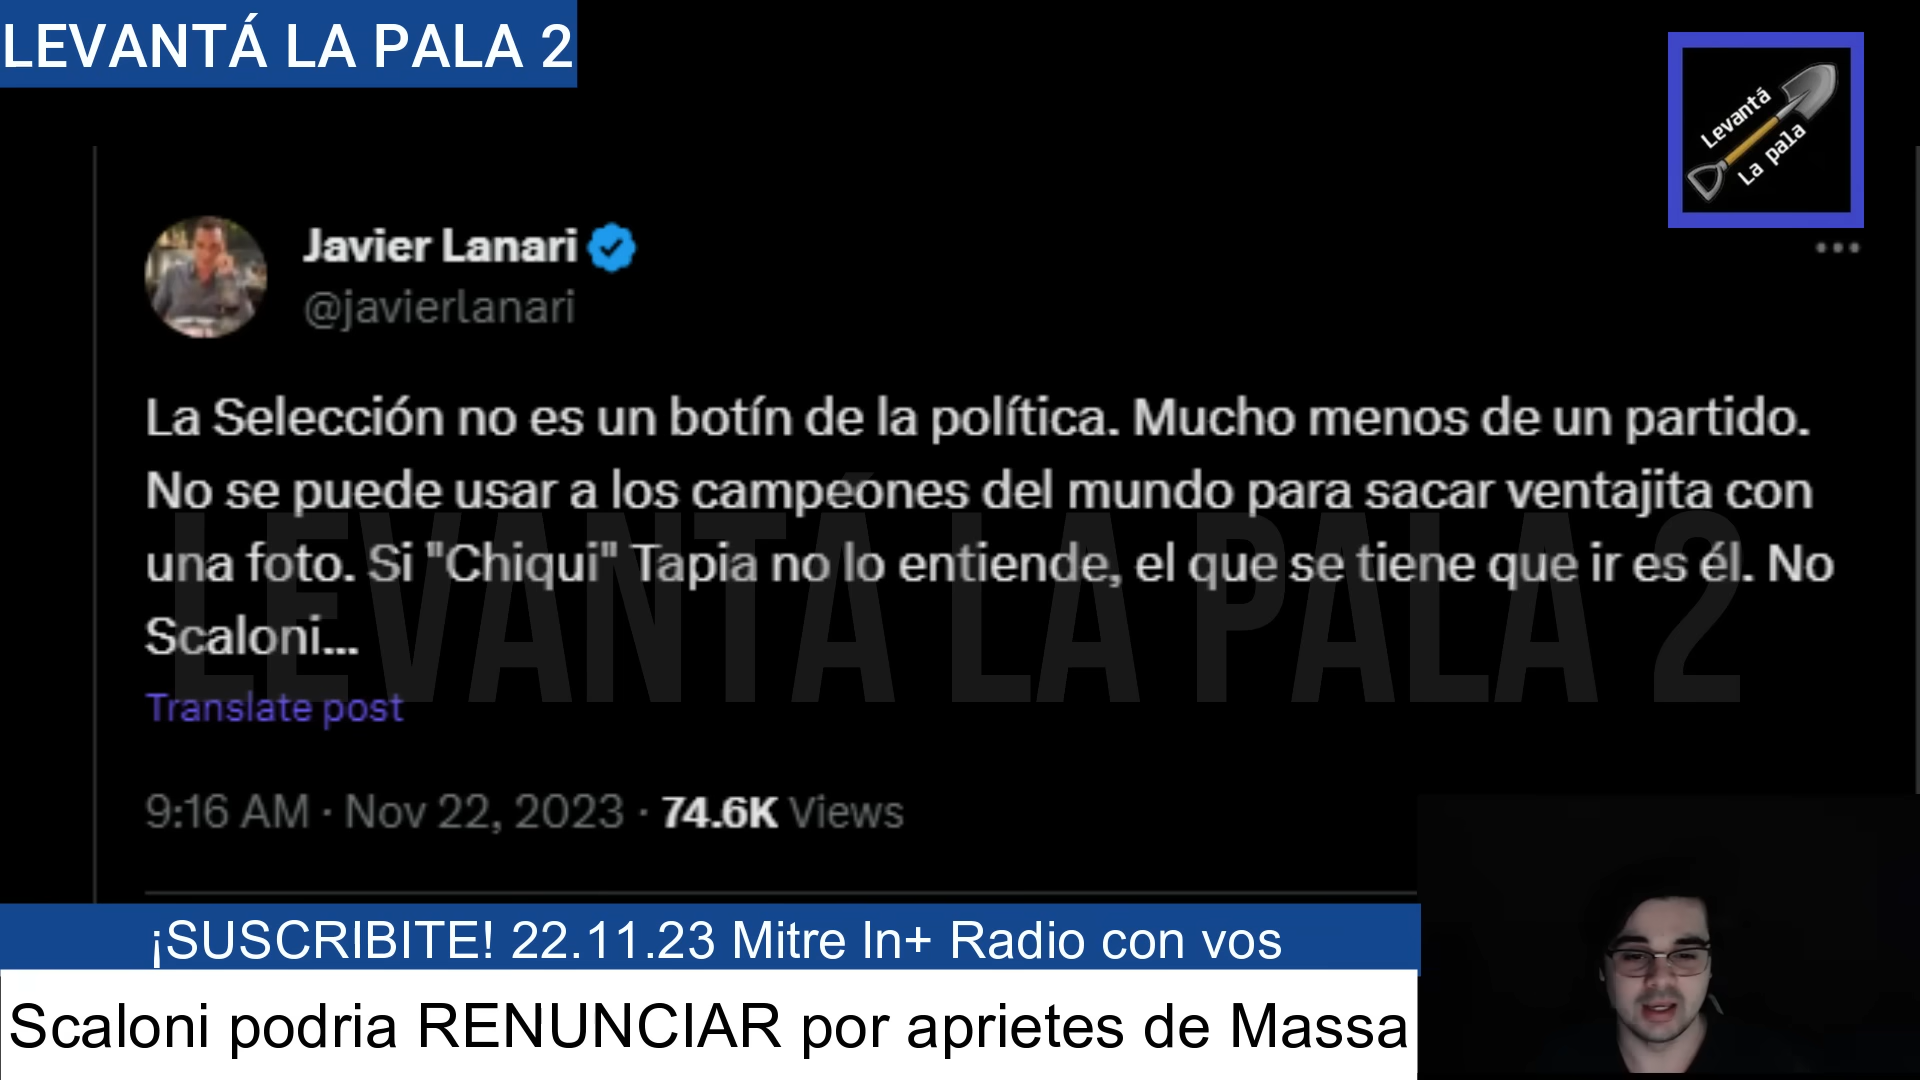 LEVANTÁ LA PALA 2
Levantá
La pala
Javier Lanari
@javierlanari
La Selección no es un botín de la política. Mucho menos de un partido.
No se puede usar a los campeones del mundo para sacar ventajita con
una foto. Si "Chiqui" Tapia no lo entiende, el que se tiene que ir es él. No
Scaloni...
LEVANTÁ LA PALA 2
Translate post
9:16 AM · Nov 22, 2023 · 74.6K Views
¡SUSCRIBITE! 22.11.23 Mitre In+ Radio con vos
Scaloni podria RENUNCIAR por aprietes de Massa